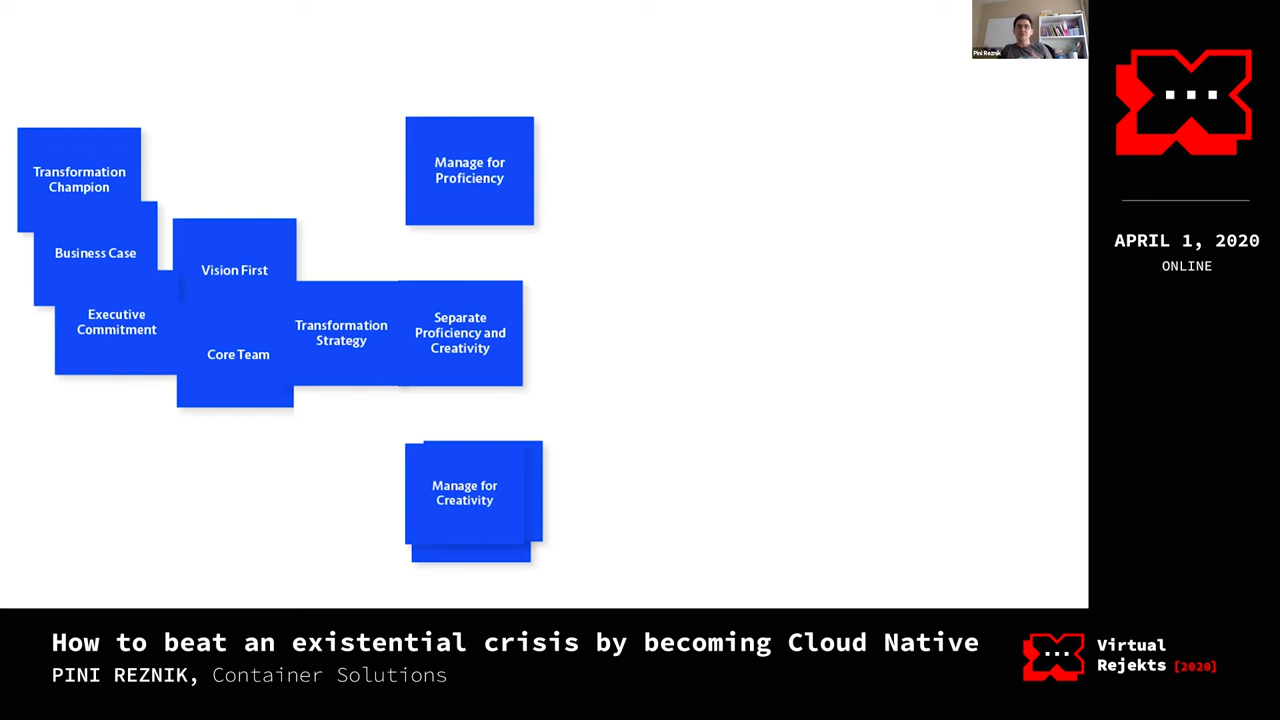 Pini Reznik
Transformation
Champion
Business Case
Executive
Commitment
Vision First
Core Team
Transformation
Strategy
Manage for
Proficiency
Separate
Proficiency and
Creativity
Manage for
Creativity
APRIL 1, 2020
ONLINE
How to beat an existential crisis by becoming Cloud Native
PINI REZNIK, Container Solutions
Virtual
Rejekts [2020]